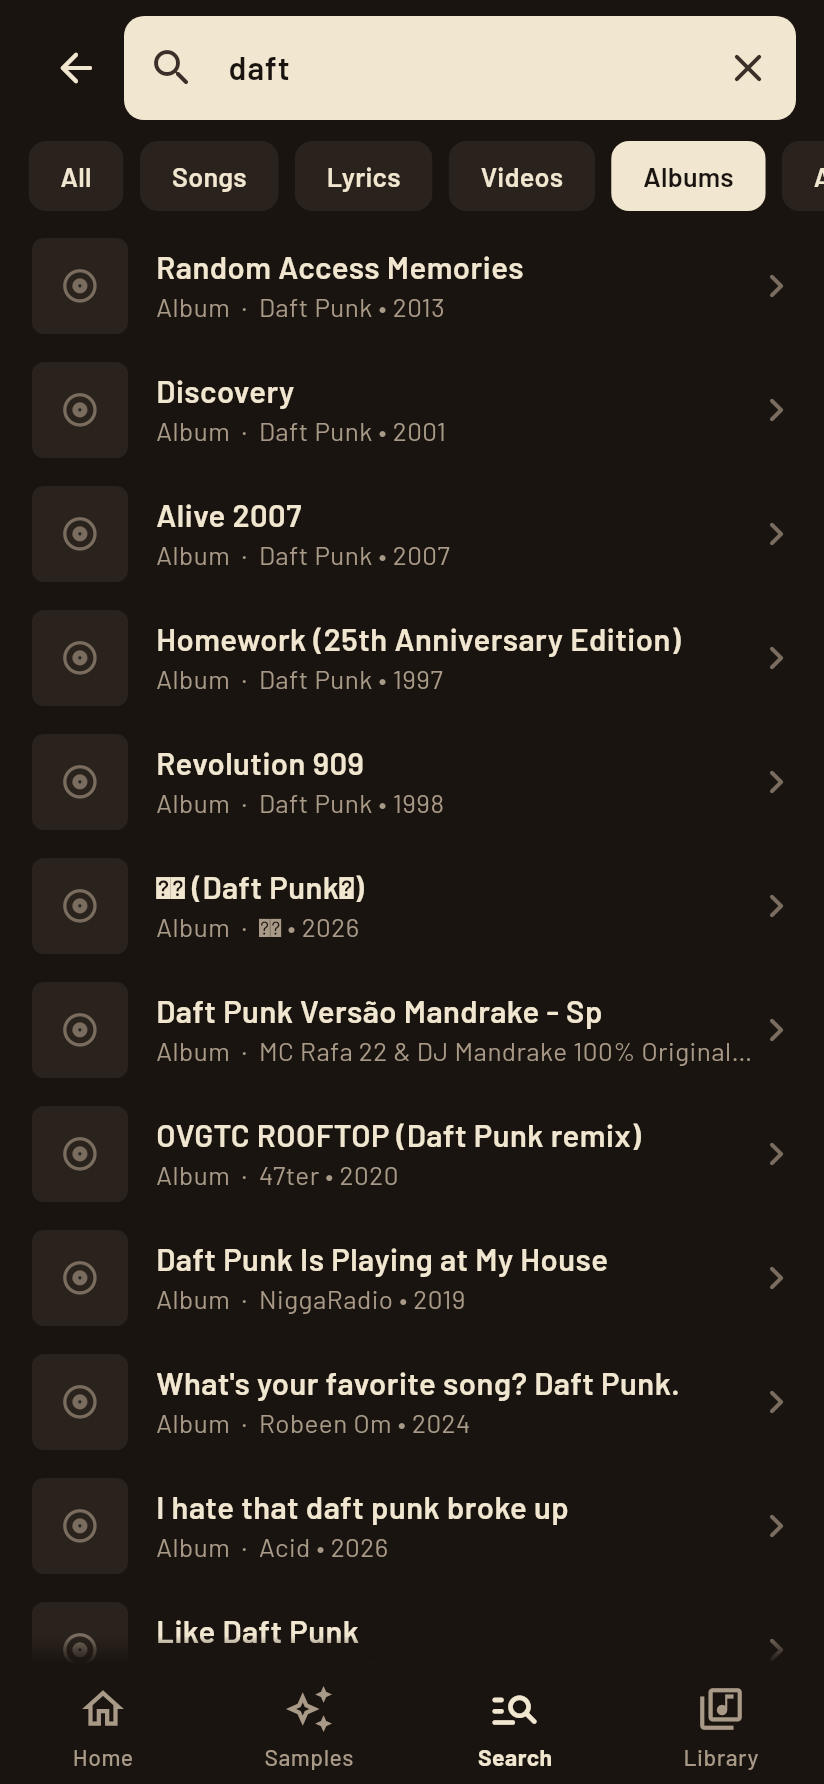 daft
All Songs Lyrics Videos Albums
Random Access Memories
Album · Daft Punk • 2013
Discovery
Album · Daft Punk • 2001
Alive 2007
Album · Daft Punk • 2007
Homework (25th Anniversary Edition)
Album · Daft Punk • 1997
Revolution 909
Album · Daft Punk • 1998
(Daft Punk)
Album · • 2026
Daft Punk Versão Mandrake - Sp
Album · MC Rafa 22 & DJ Mandrake 100% Original...
OVGTC ROOFTOP (Daft Punk remix)
Album · 47ter • 2020
Daft Punk Is Playing at My House
Album · NiggaRadio • 2019
What's your favorite song? Daft Punk.
Album · Robeen Om • 2024
I hate that daft punk broke up
Album · Acid • 2026
Like Daft Punk
Home Samples Search Library